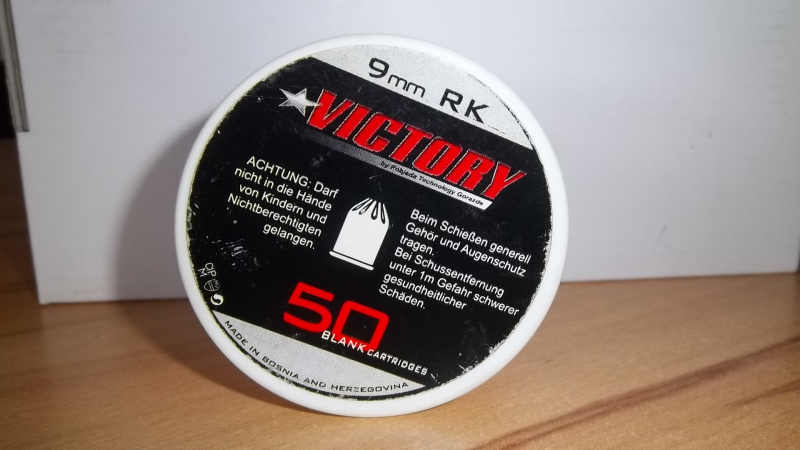 9mm RK
VICTORY
by Pobjeda Technology Gorazde
ACHTUNG: Darf
nicht in die Hände
von Kindern und
Nichtberechtigten
gelangen.
Beim Schießen generell
Gehör und Augenschutz
tragen.
Bei Schussentfernung
unter 1m Gefahr schwerer
gesundheitlicher
Schäden.
50
BLANK CARTRIDGES
MADE IN BOSNIA AND HERZEGOVINA